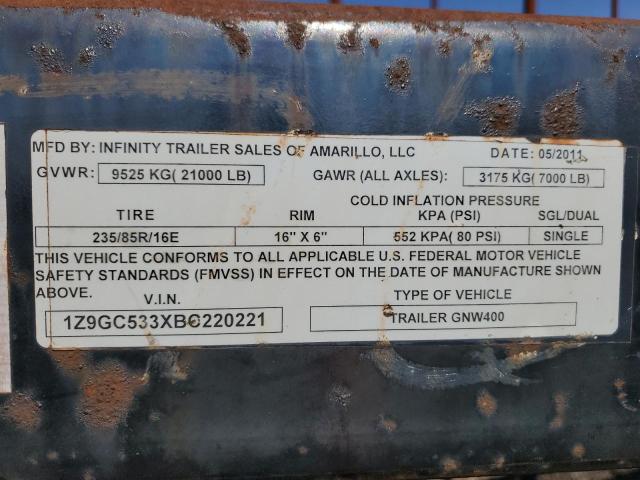 MFD BY: INFINITY TRAILER SALES OF AMARILLO, LLC DATE: 05/2011
GVWR: 9525 KG( 21000 LB) GAWR (ALL AXLES): 3175 KG( 7000 LB)
COLD INFLATION PRESSURE
TIRE RIM KPA (PSI) SGL/DUAL
235/85R/16E 16" X 6" 552 KPA( 80 PSI) SINGLE
THIS VEHICLE CONFORMS TO ALL APPLICABLE U.S. FEDERAL MOTOR VEHICLE
SAFETY STANDARDS (FMVSS) IN EFFECT ON THE DATE OF MANUFACTURE SHOWN
ABOVE.
V.I.N. TYPE OF VEHICLE
1Z9GC533XBC220221 TRAILER GNW400